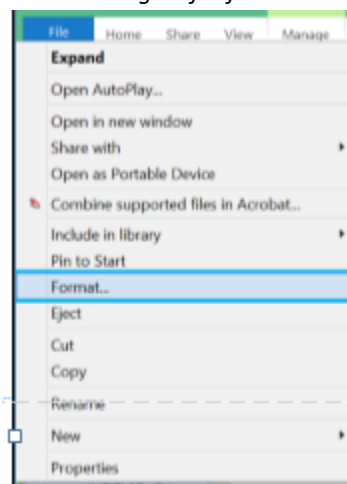 File Home Share View Manage
Expand
Open AutoPlay...
Open in new window
Share with
Open as Portable Device
Combine supported files in Acrobat...
Include in library
Pin to Start
Format...
Eject
Cut
Copy
Rename
New
Properties